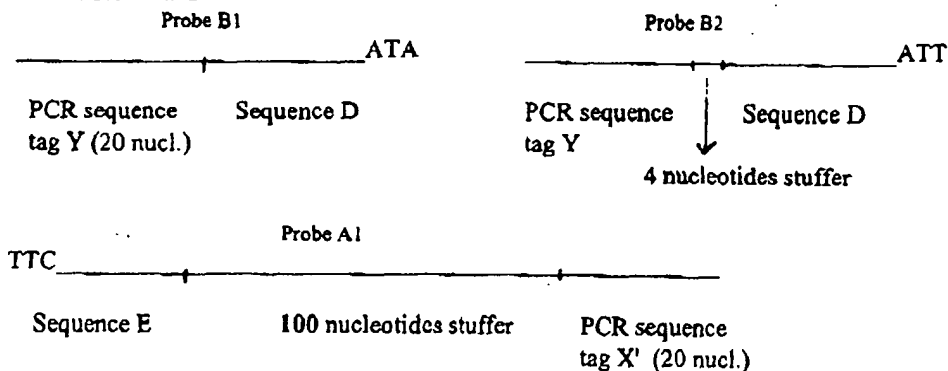 Probe B1
Probe B2
ATA
ATT
PCR sequence
tag Y (20 nucl.)
Sequence D
PCR sequence
tag Y
Sequence D
4 nucleotides stuffer
Probe A1
TTC
Sequence E
100 nucleotides stuffer
PCR sequence
tag X' (20 nucl.)